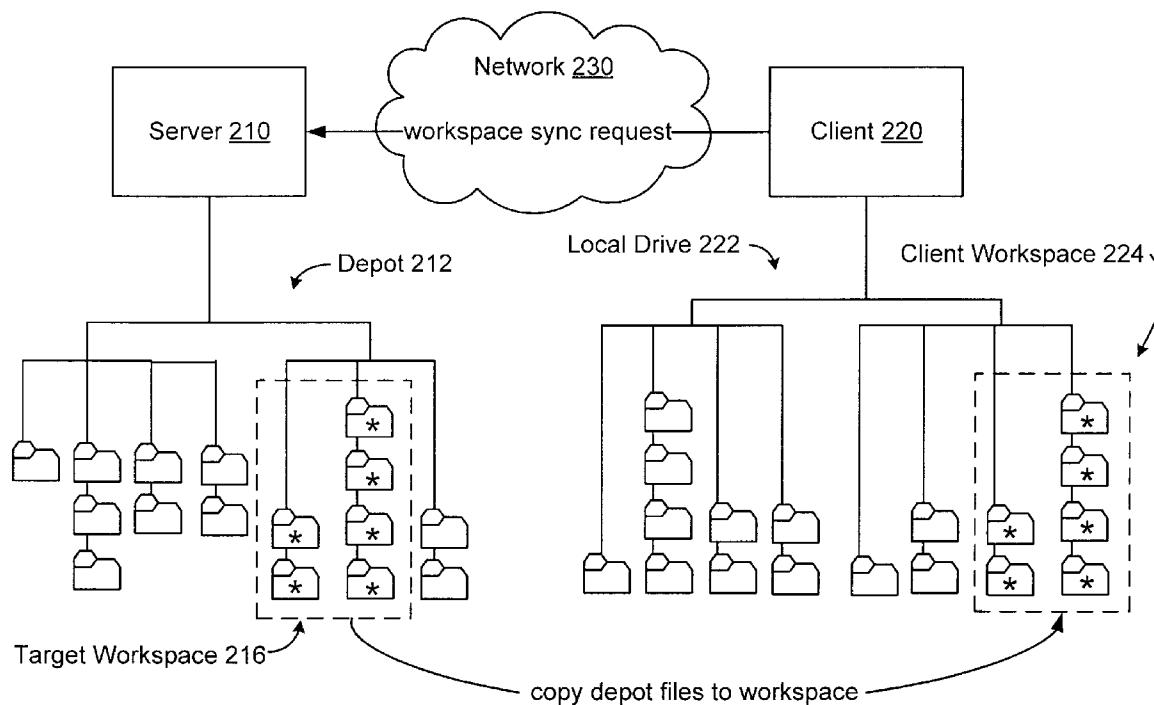 Network 230
Server 210
workspace sync request
Client 220
Local Drive 222
Client Workspace 224
Depot 212
*
*
*
*
*
*
*
*
*
*
*
*
Target Workspace 216
copy depot files to workspace